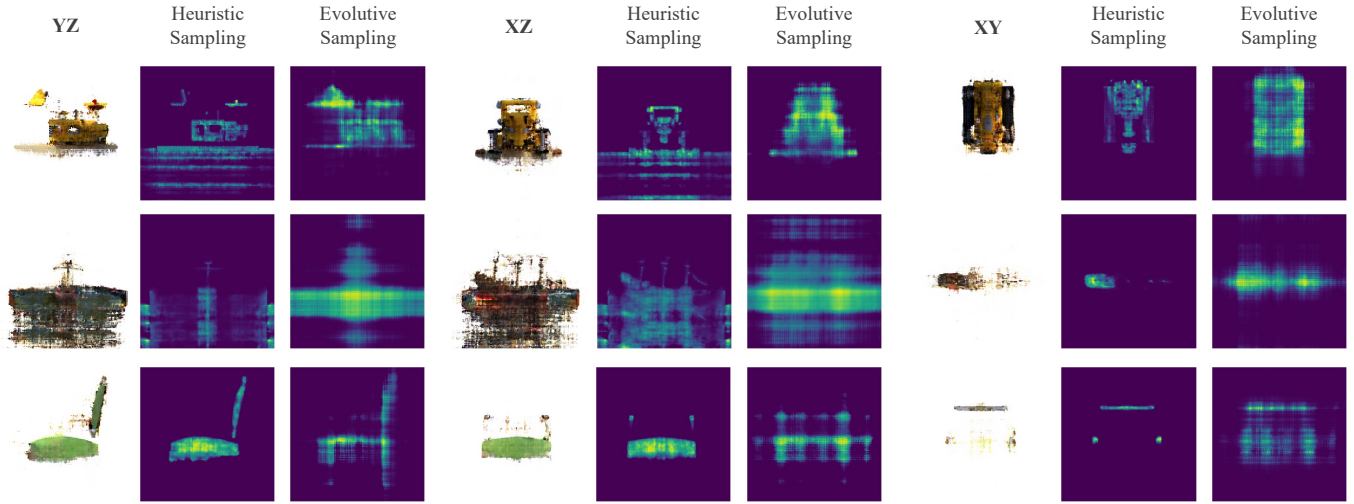 YZ
Heuristic
Sampling
Evolutive
Sampling
XZ
Heuristic
Sampling
Evolutive
Sampling
XY
Heuristic
Sampling
Evolutive
Sampling